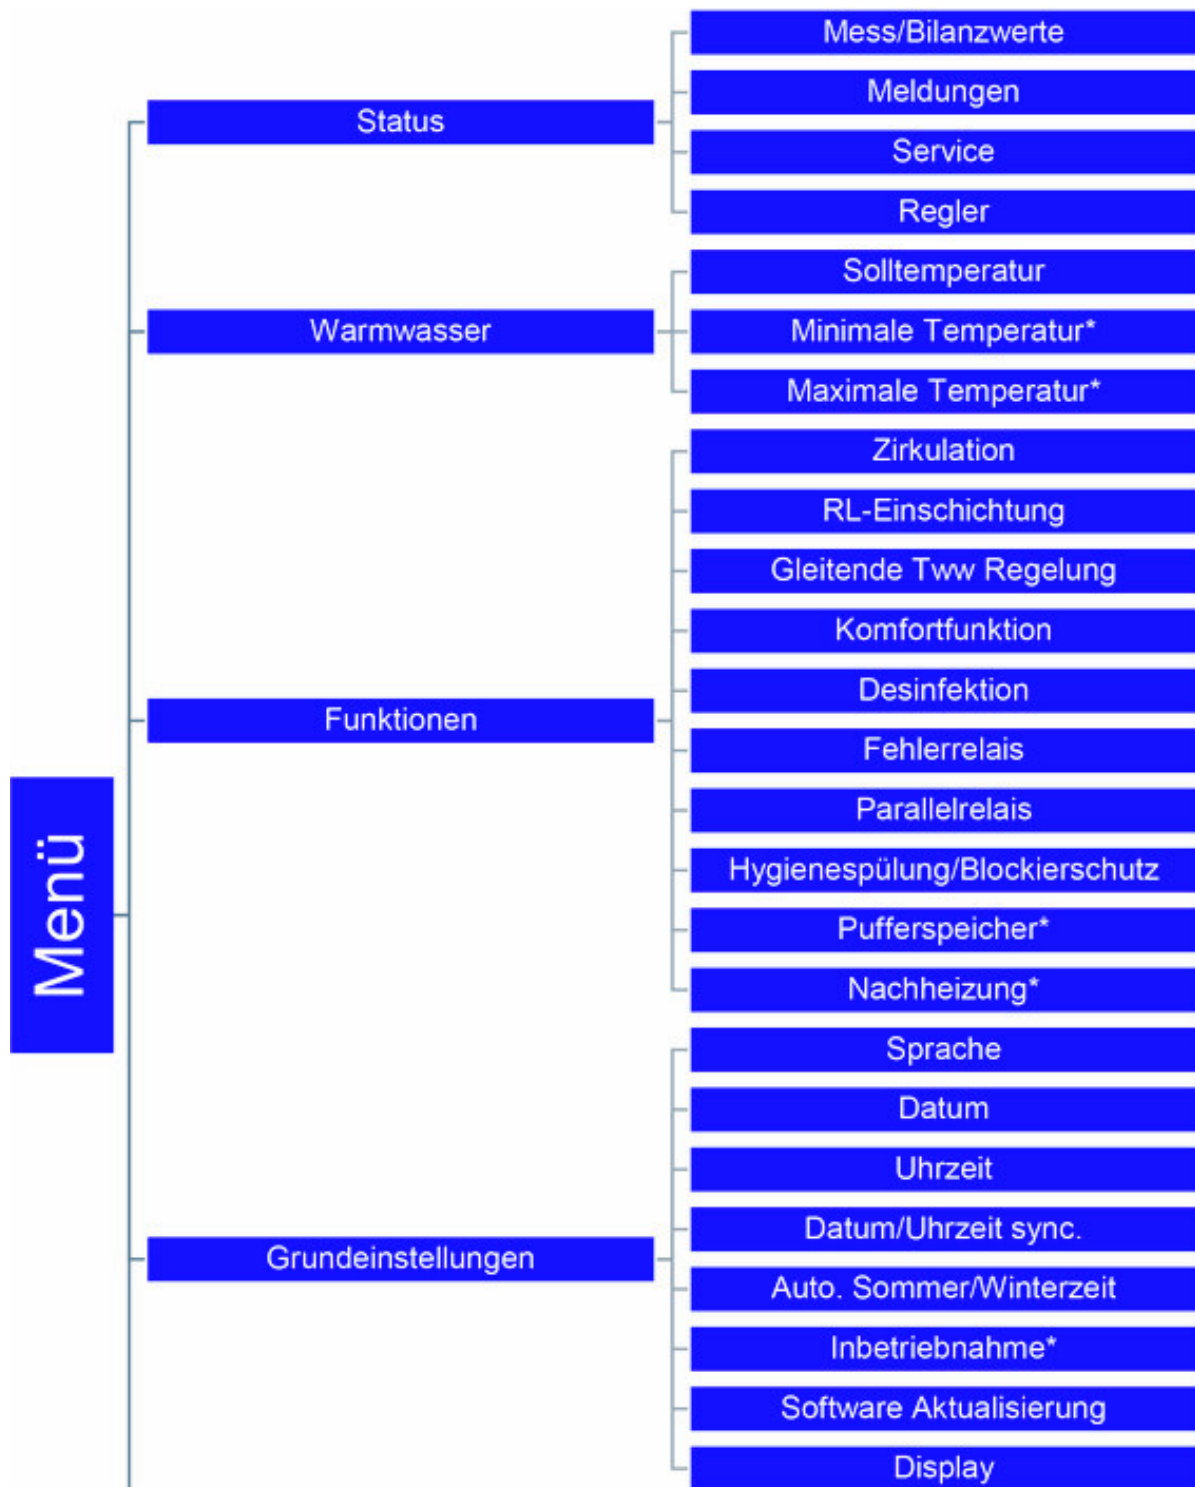 Menü
Status
Mess/Bilanzwerte
Meldungen
Service
Regler
Warmwasser
Solltemperatur
Minimale Temperatur*
Maximale Temperatur*
Funktionen
Zirkulation
RL-Einschichtung
Gleitende Tww Regelung
Komfortfunktion
Desinfektion
Fehlerrelais
Parallelrelais
Hygienespülung/Blockierschutz
Pufferspeicher*
Nachheizung*
Grundeinstellungen
Sprache
Datum
Uhrzeit
Datum/Uhrzeit sync.
Auto. Sommer/Winterzeit
Inbetriebnahme*
Software Aktualisierung
Display